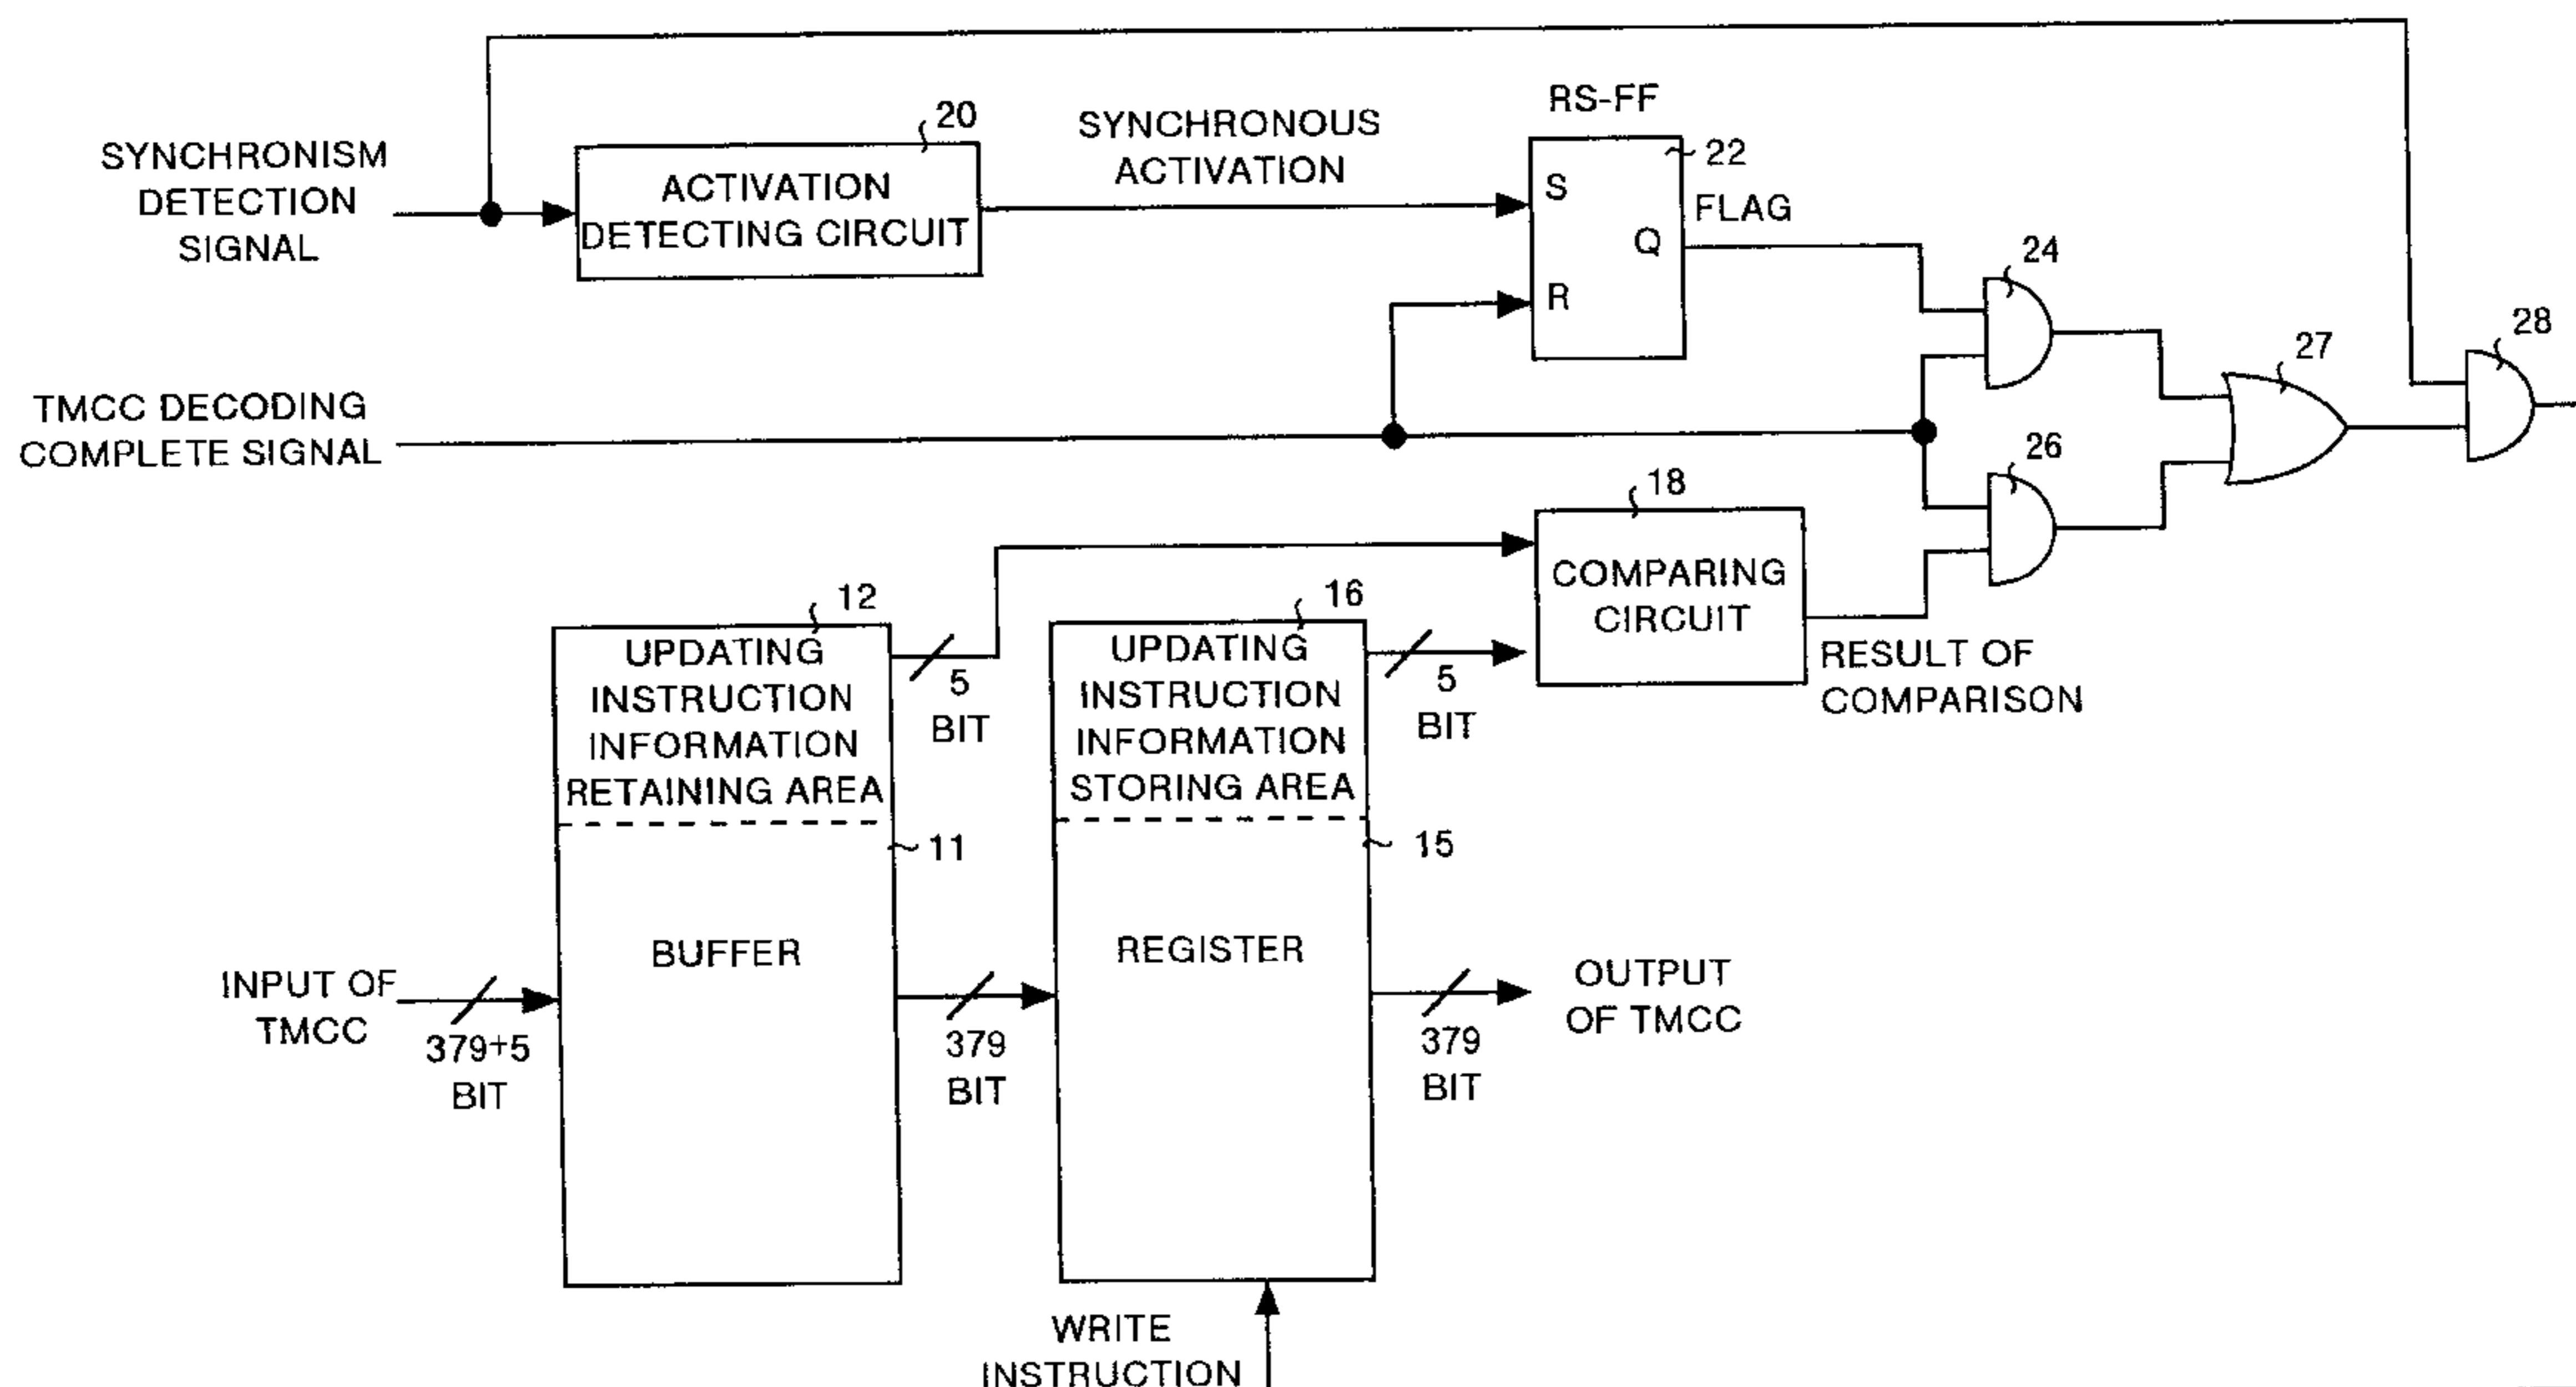 RS-FF
20
SYNCHRONOUS
ACTIVATION
SYNCHRONISM
DETECTION
SIGNAL
ACTIVATION
DETECTING CIRCUIT
22
S
FLAG
Q
R
24
28
27
TMCC DECODING
COMPLETE SIGNAL
26
18
COMPARING
CIRCUIT
12
16
UPDATING
INSTRUCTION
INFORMATION
RETAINING AREA
5
BIT
UPDATING
INSTRUCTION
INFORMATION
STORING AREA
5
BIT
RESULT OF
COMPARISON
11
15
BUFFER
REGISTER
INPUT OF
TMCC
379+5
BIT
379
BIT
379
BIT
OUTPUT
OF TMCC
WRITE
INSTRUCTION